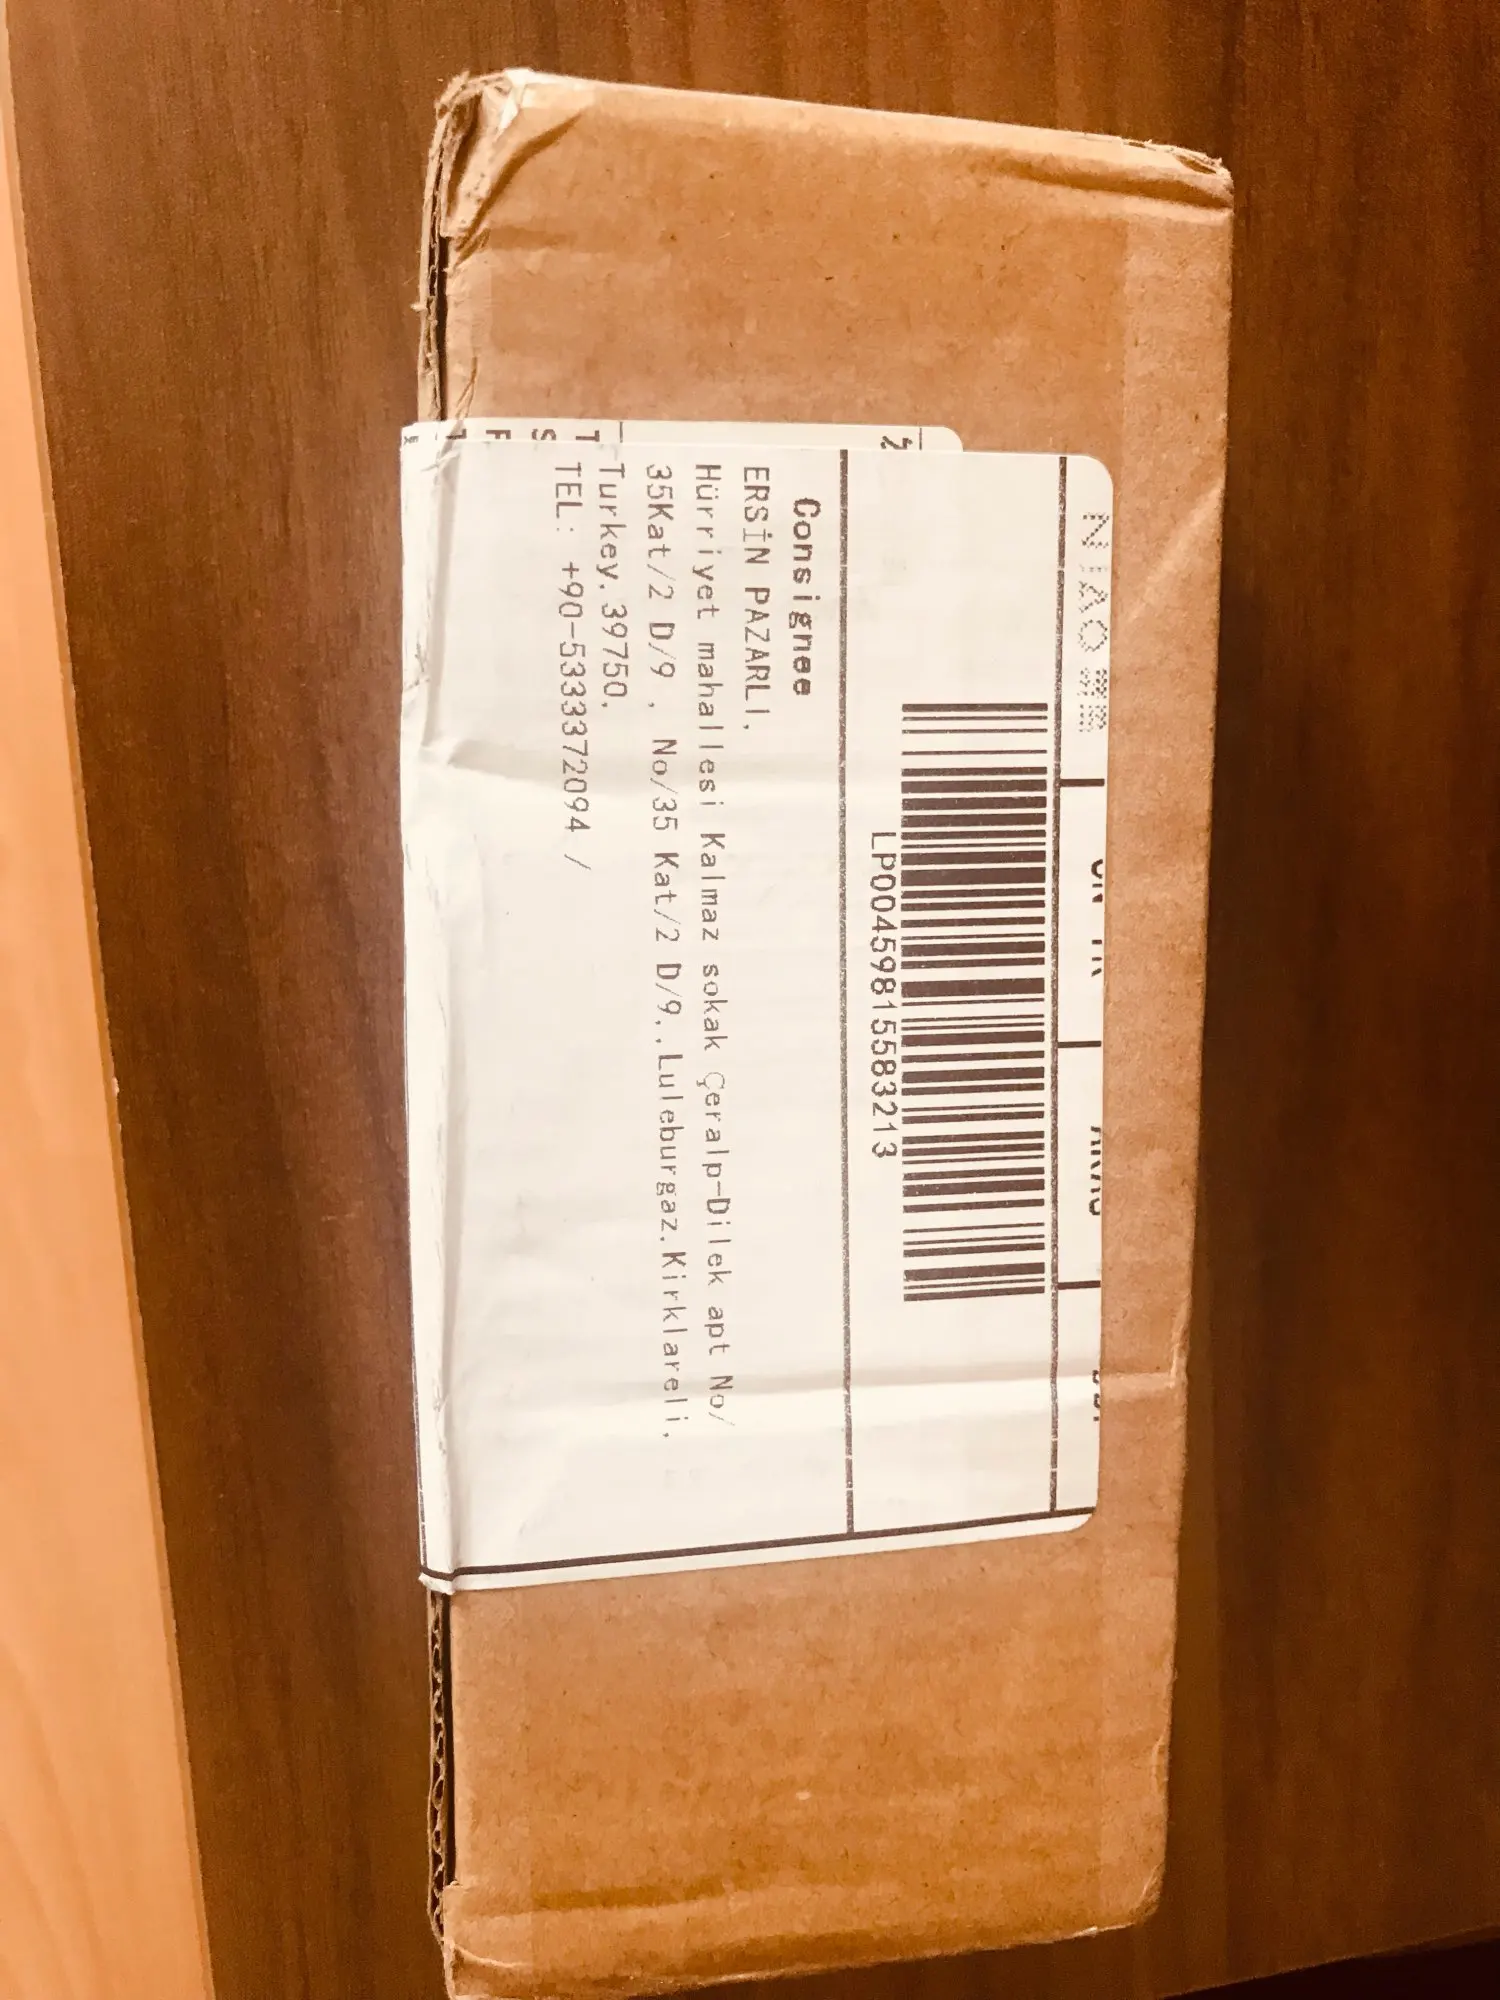 LP00459815583213
Consignee
ERSİN PAZARLI,
Hürriyet mahallesi Kalmaz sokak Çeralp-Dilek apt No/
35Kat/2 D/9 , No/35 Kat/2 D/9,,Luleburgaz,Kirklareli,
Turkey,39750,
TEL: +90-5333372094 /